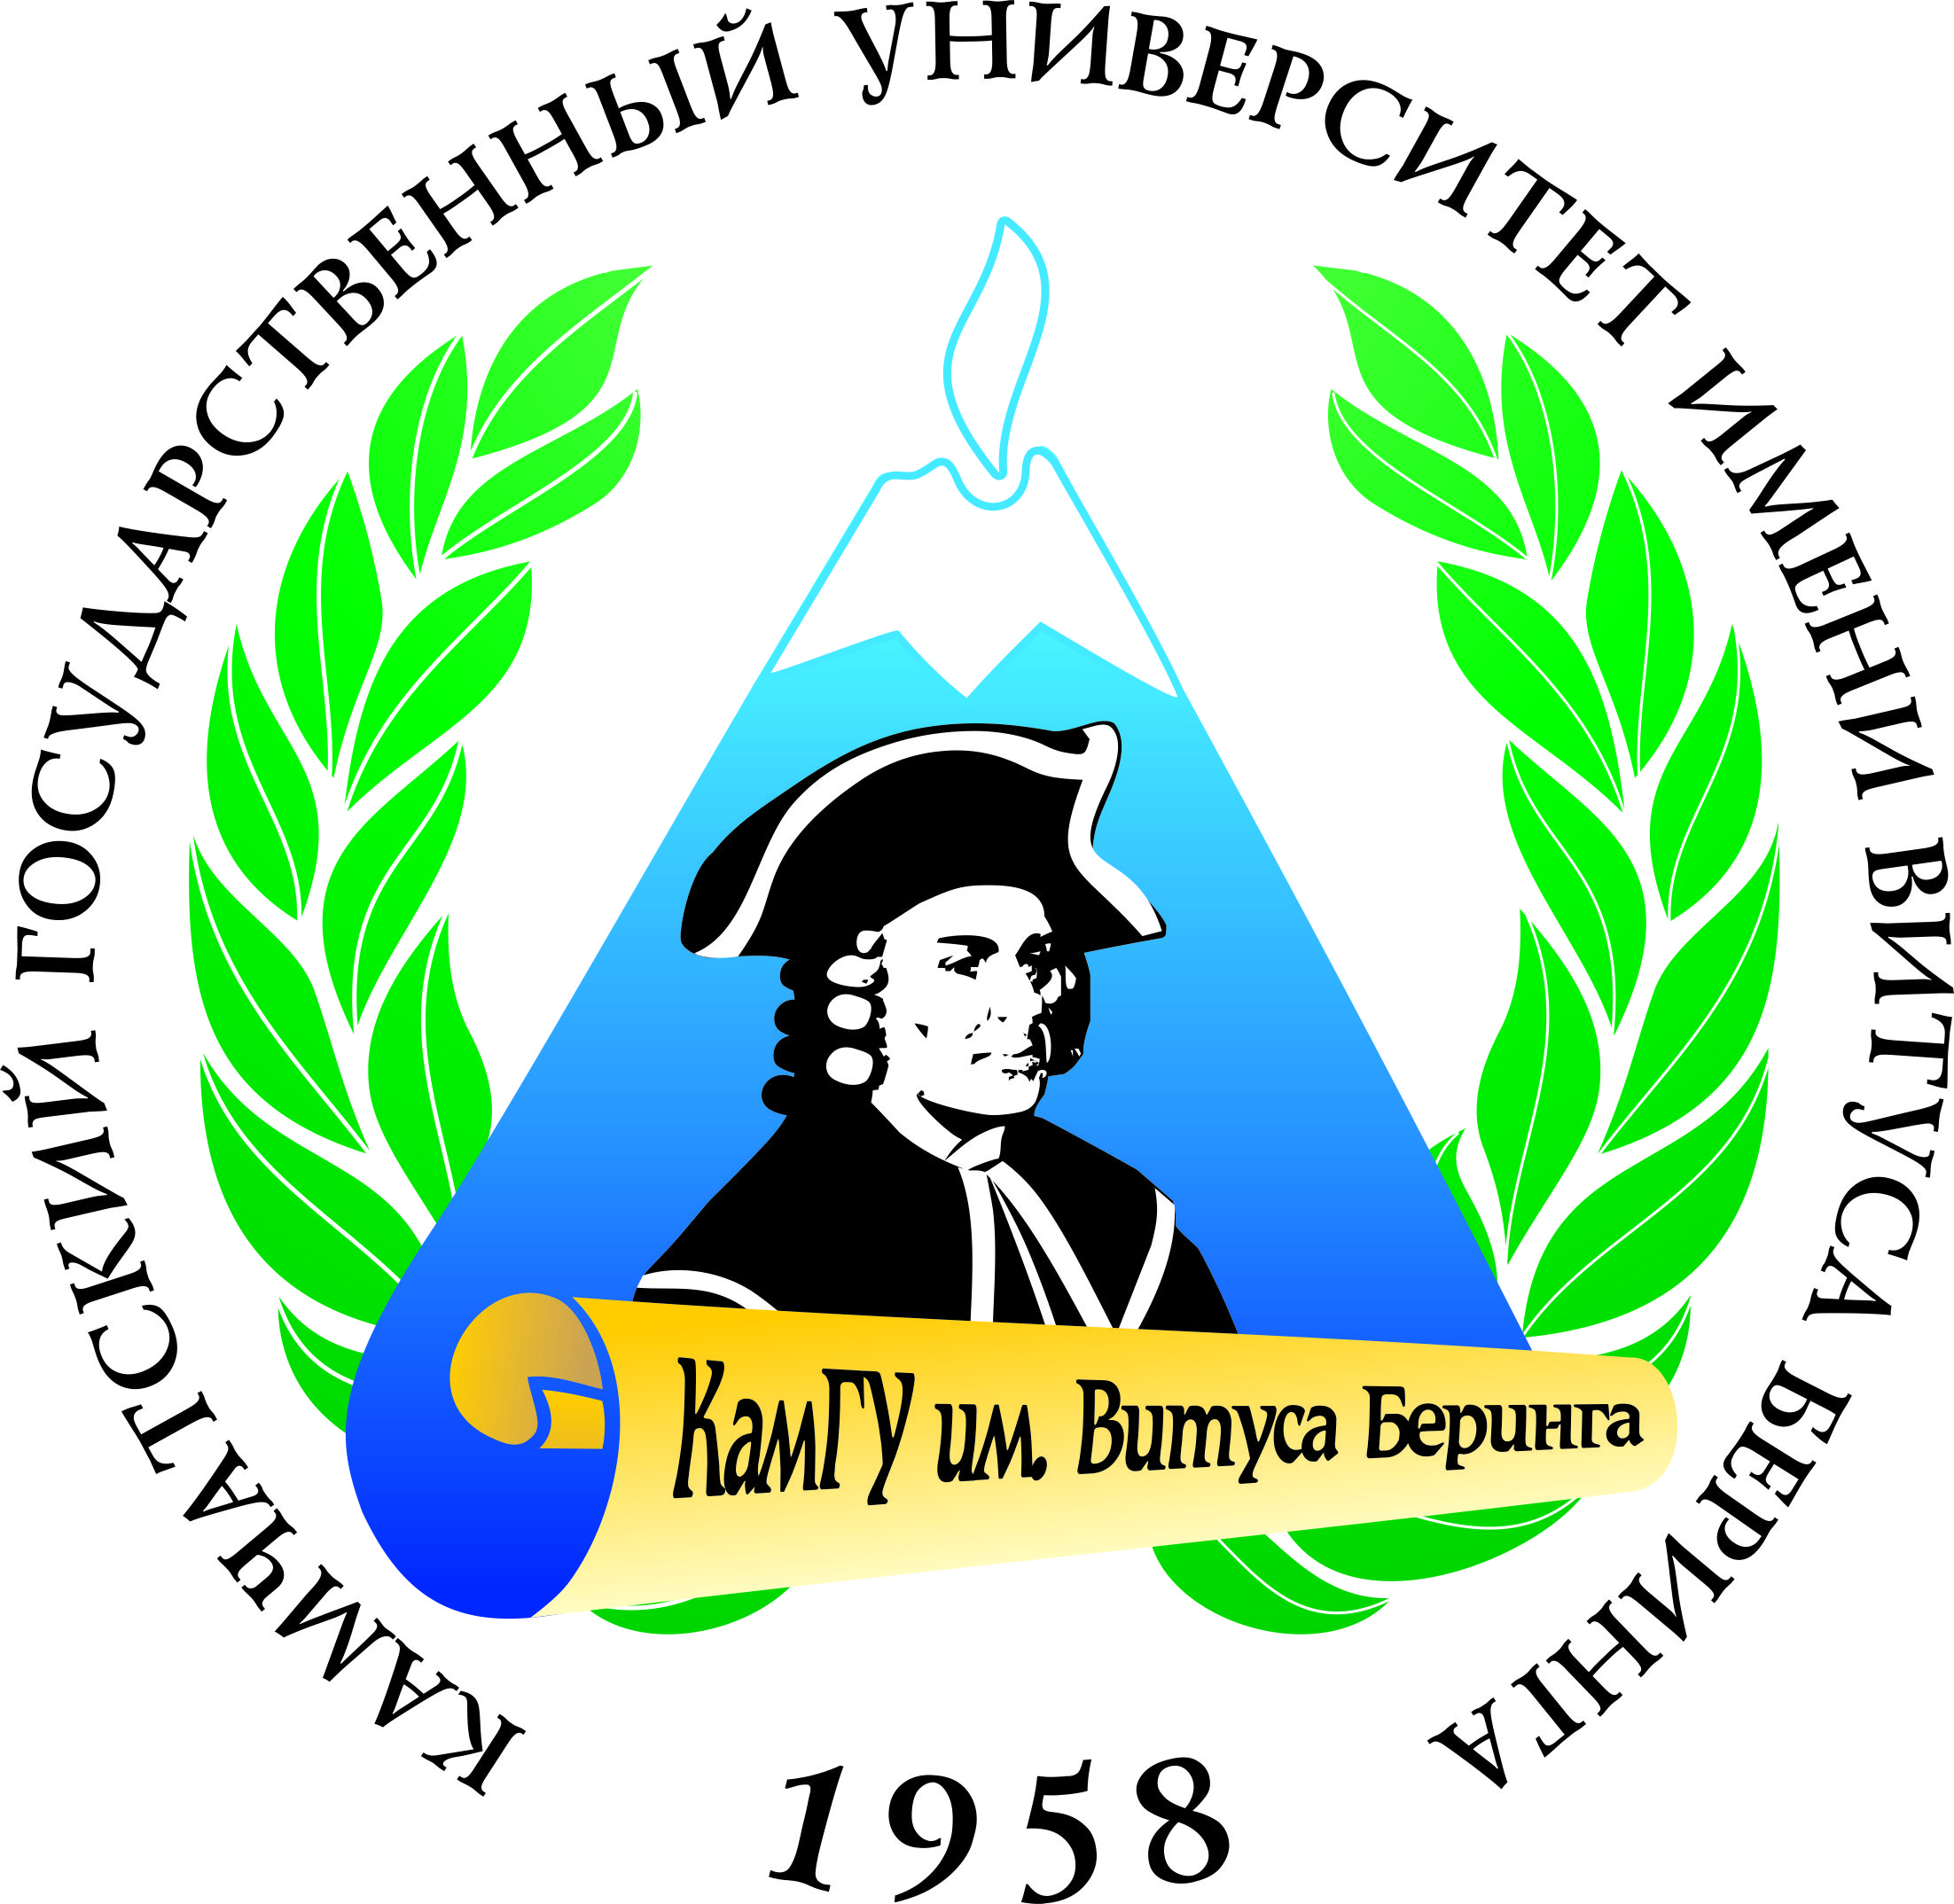 КАМЧАТСКИЙ ГОСУДАРСТВЕННЫЙ УНИВЕРСИТЕТ ИМЕНИ ВИТУСА БЕРИНГА
КамГУ им. Витуса Беринга
1958